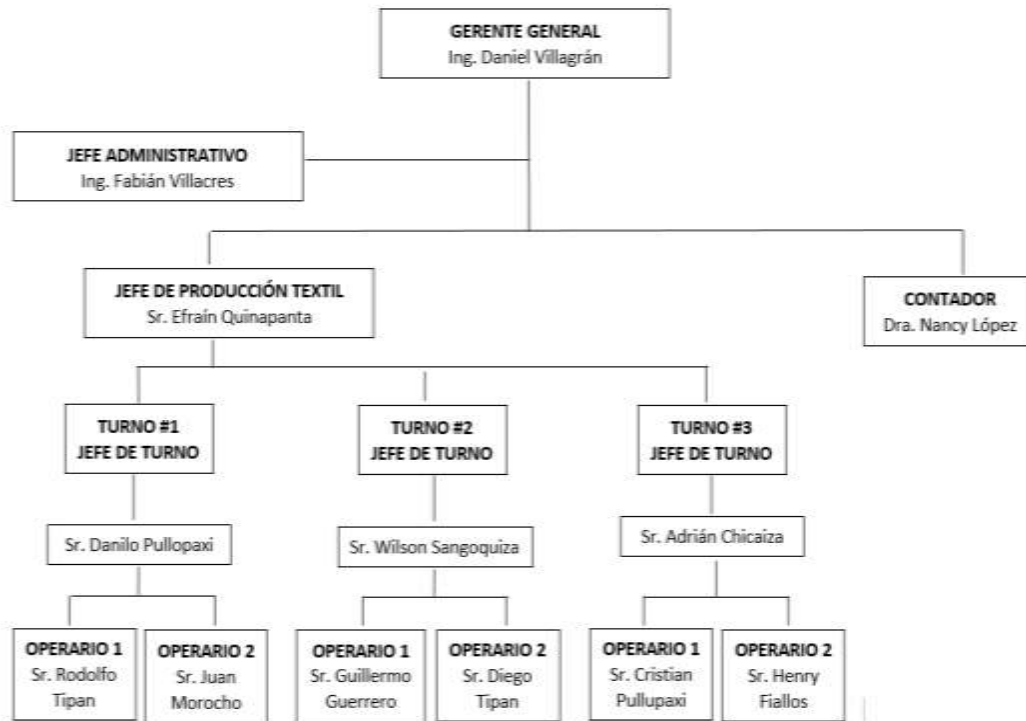 GERENTE GENERAL
Ing. Daniel Villagrán
JEFE ADMINISTRATIVO
Ing. Fabián Villacres
JEFE DE PRODUCCIÓN TEXTIL
Sr. Efraín Quinapanta
CONTADOR
Dra. Nancy López
TURNO #1
JEFE DE TURNO
TURNO #2
JEFE DE TURNO
TURNO #3
JEFE DE TURNO
Sr. Danilo Pullopaxi
Sr. Wilson Sangoquiza
Sr. Adrián Chicaiza
OPERARIO 1
Sr. Rodolfo
Tipan
OPERARIO 2
Sr. Juan
Morocho
OPERARIO 1
Sr. Guillermo
Guerrero
OPERARIO 2
Sr. Diego
Tipan
OPERARIO 1
Sr. Cristian
Pullupaxi
OPERARIO 2
Sr. Henry
Fiallos